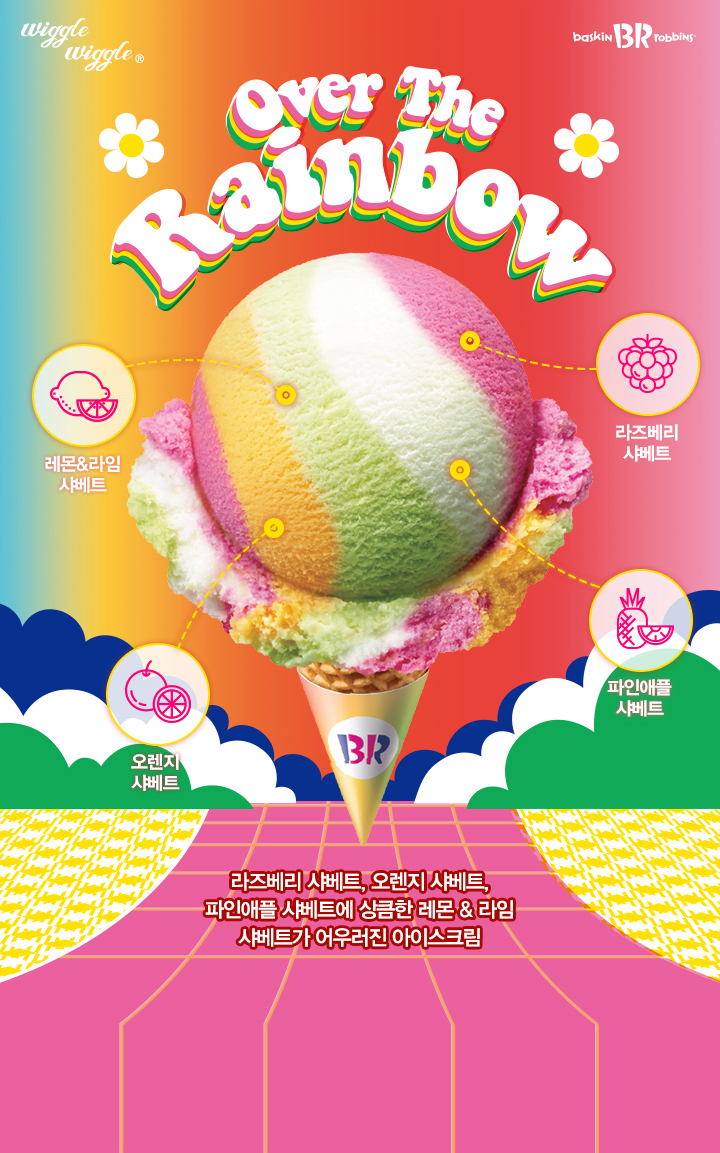 wiggle
wiggle®
baskin BR robbins
Over The
Rainbow
라즈베리
샤베트
레몬&라임
샤베트
파인애플
샤베트
오렌지
샤베트
BR
라즈베리 샤베트, 오렌지 샤베트,
파인애플 샤베트에 상큼한 레몬 & 라임
샤베트가 어우러진 아이스크림